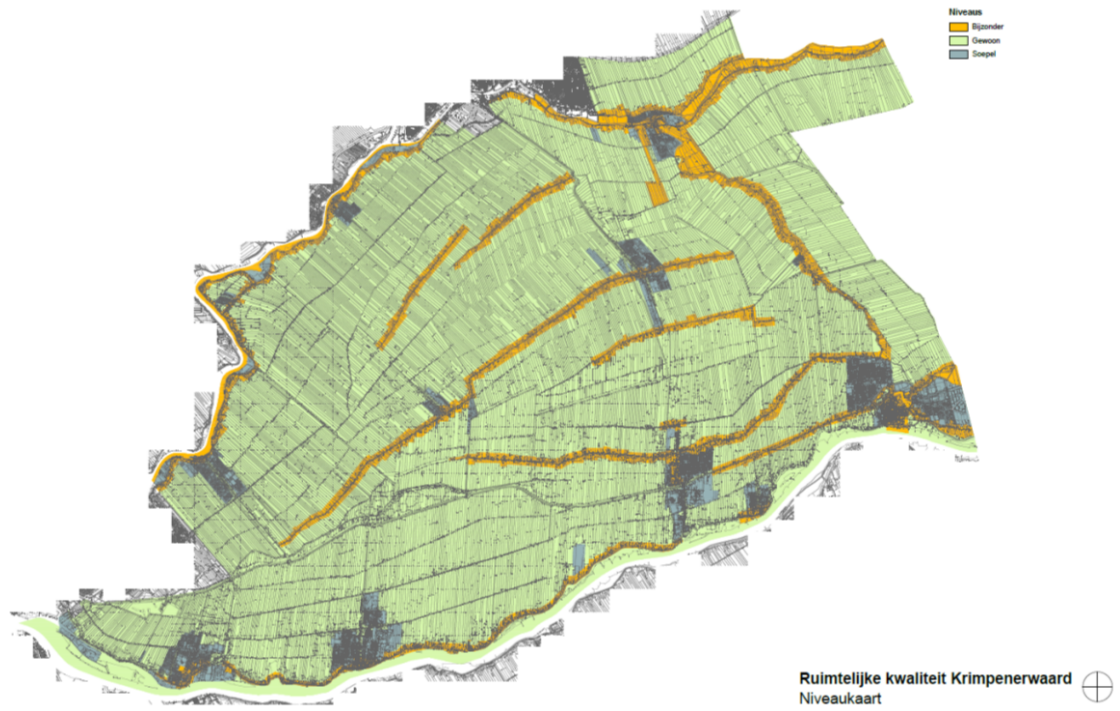 Niveaus
Bijzonder
Gewoon
Soepel
Ruimtelijke kwaliteit Krimpenerwaard
Niveaukaart